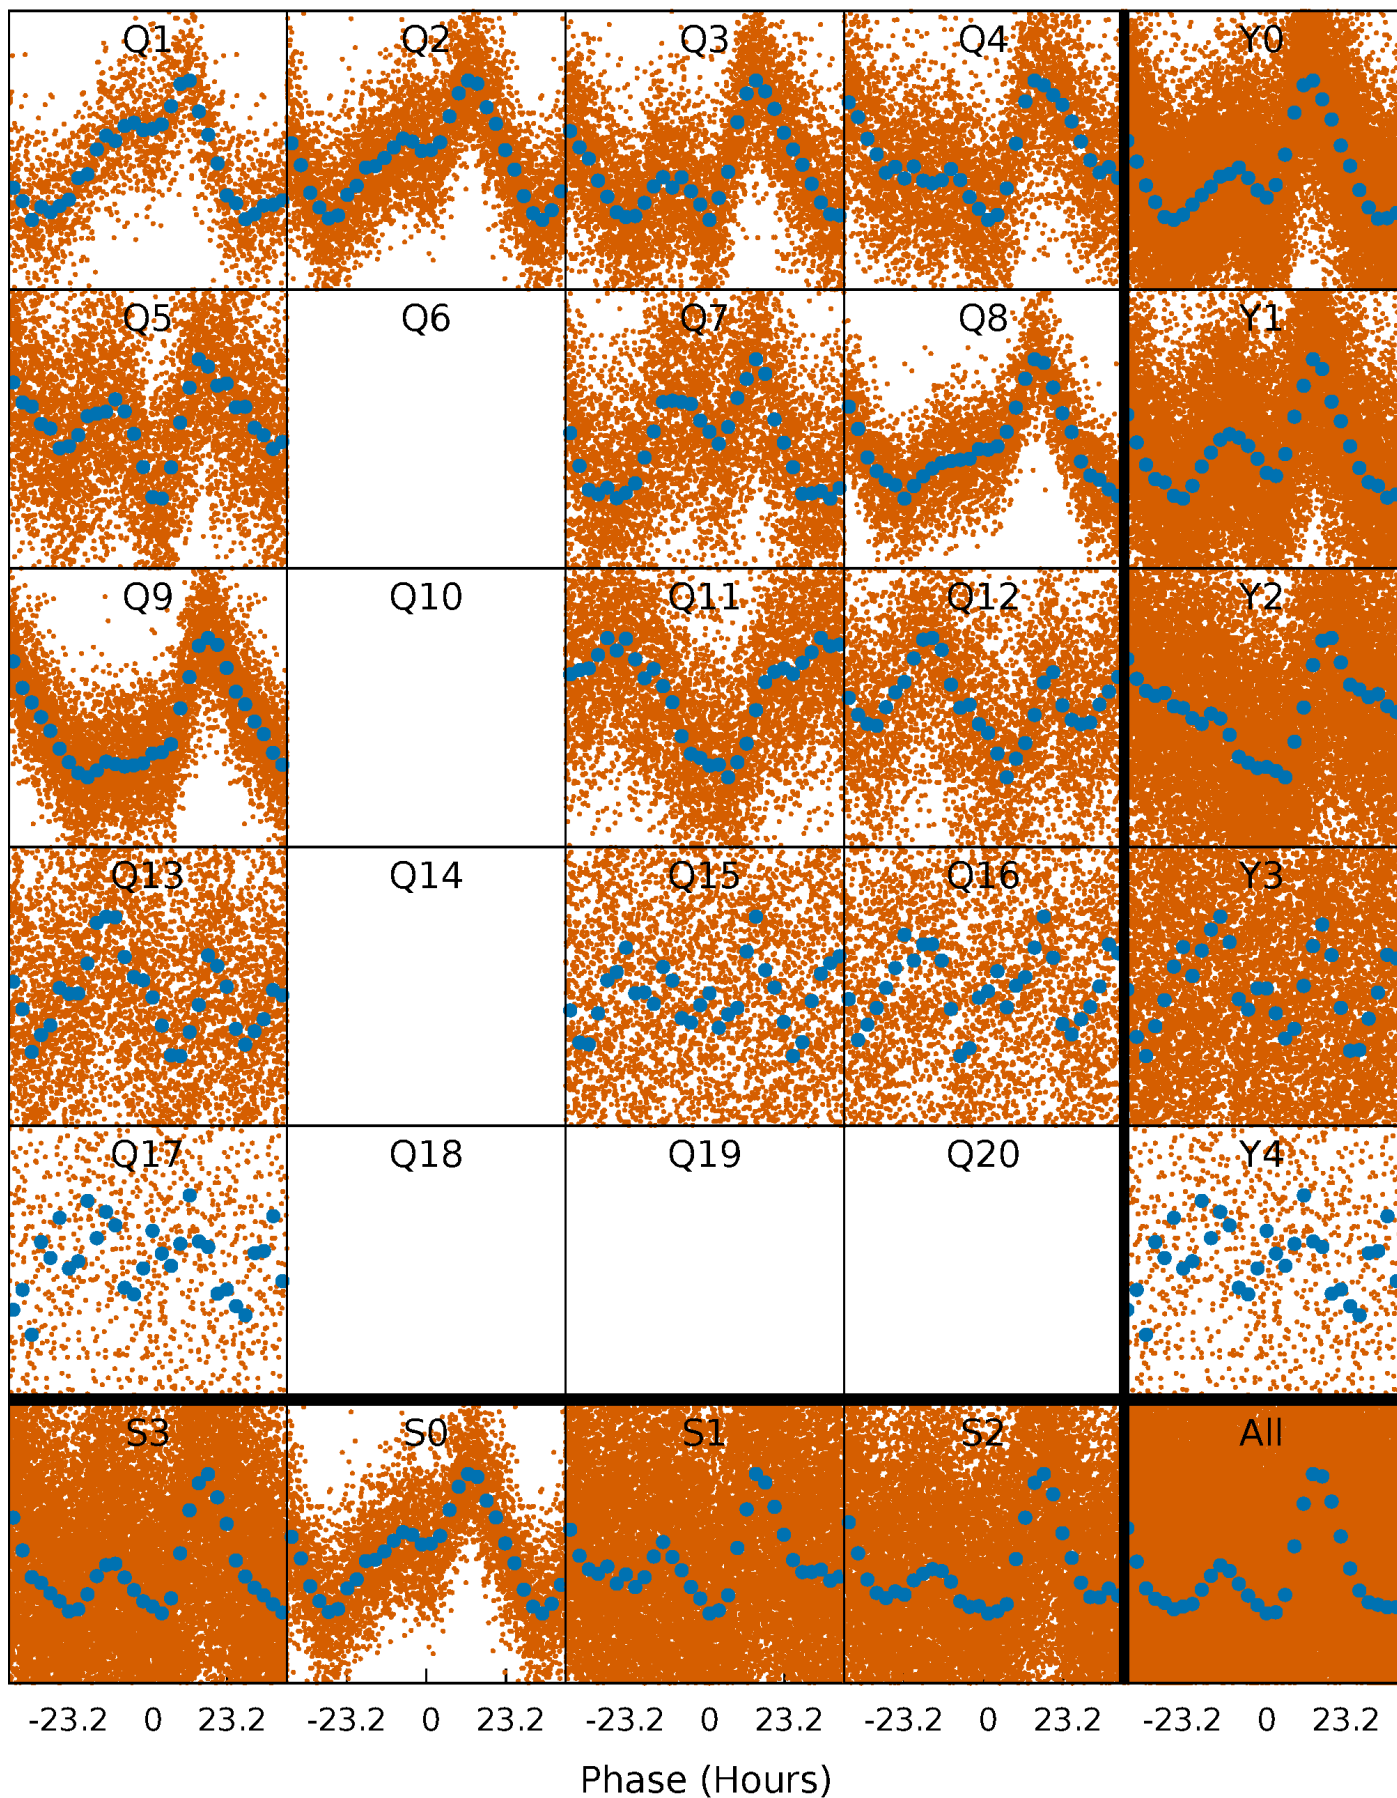 Q1 Q2 Q3 Q4 Y0
Q5 Q6 Q7 Q8 Y1
Q9 Q10 Q11 Q12 Y2
Q13 Q14 Q15 Q16 Y3
Q17 Q18 Q19 Q20 Y4
S3 S0 S1 S2 All
-23.2 0 23.2 -23.2 0 23.2 -23.2 0 23.2 -23.2 0 23.2 -23.2 0 23.2
Phase (Hours)